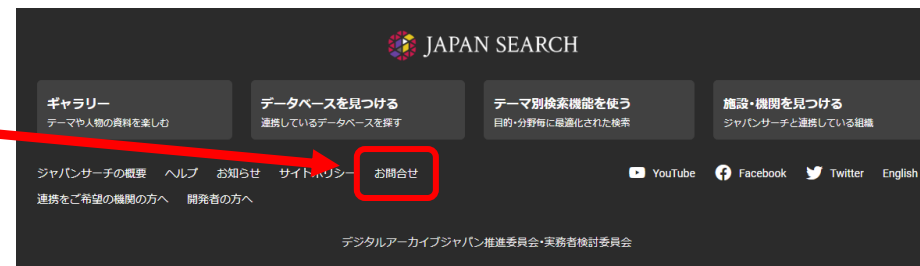 JAPAN SEARCH
ギャラリー
テーマや人物の資料を楽しむ
データベースを見つける
連携しているデータベースを探す
テーマ別検索機能を使う
目的・分野毎に最適化された検索
施設・機関を見つける
ジャパンサーチと連携している組織
ジャパンサーチの概要 ヘルプ お知らせ サイトポリシー お問合せ
YouTube Facebook Twitter English
連携をご希望の機関の方へ 開発者の方へ
デジタルアーカイブジャパン推進委員会・実務者検討委員会